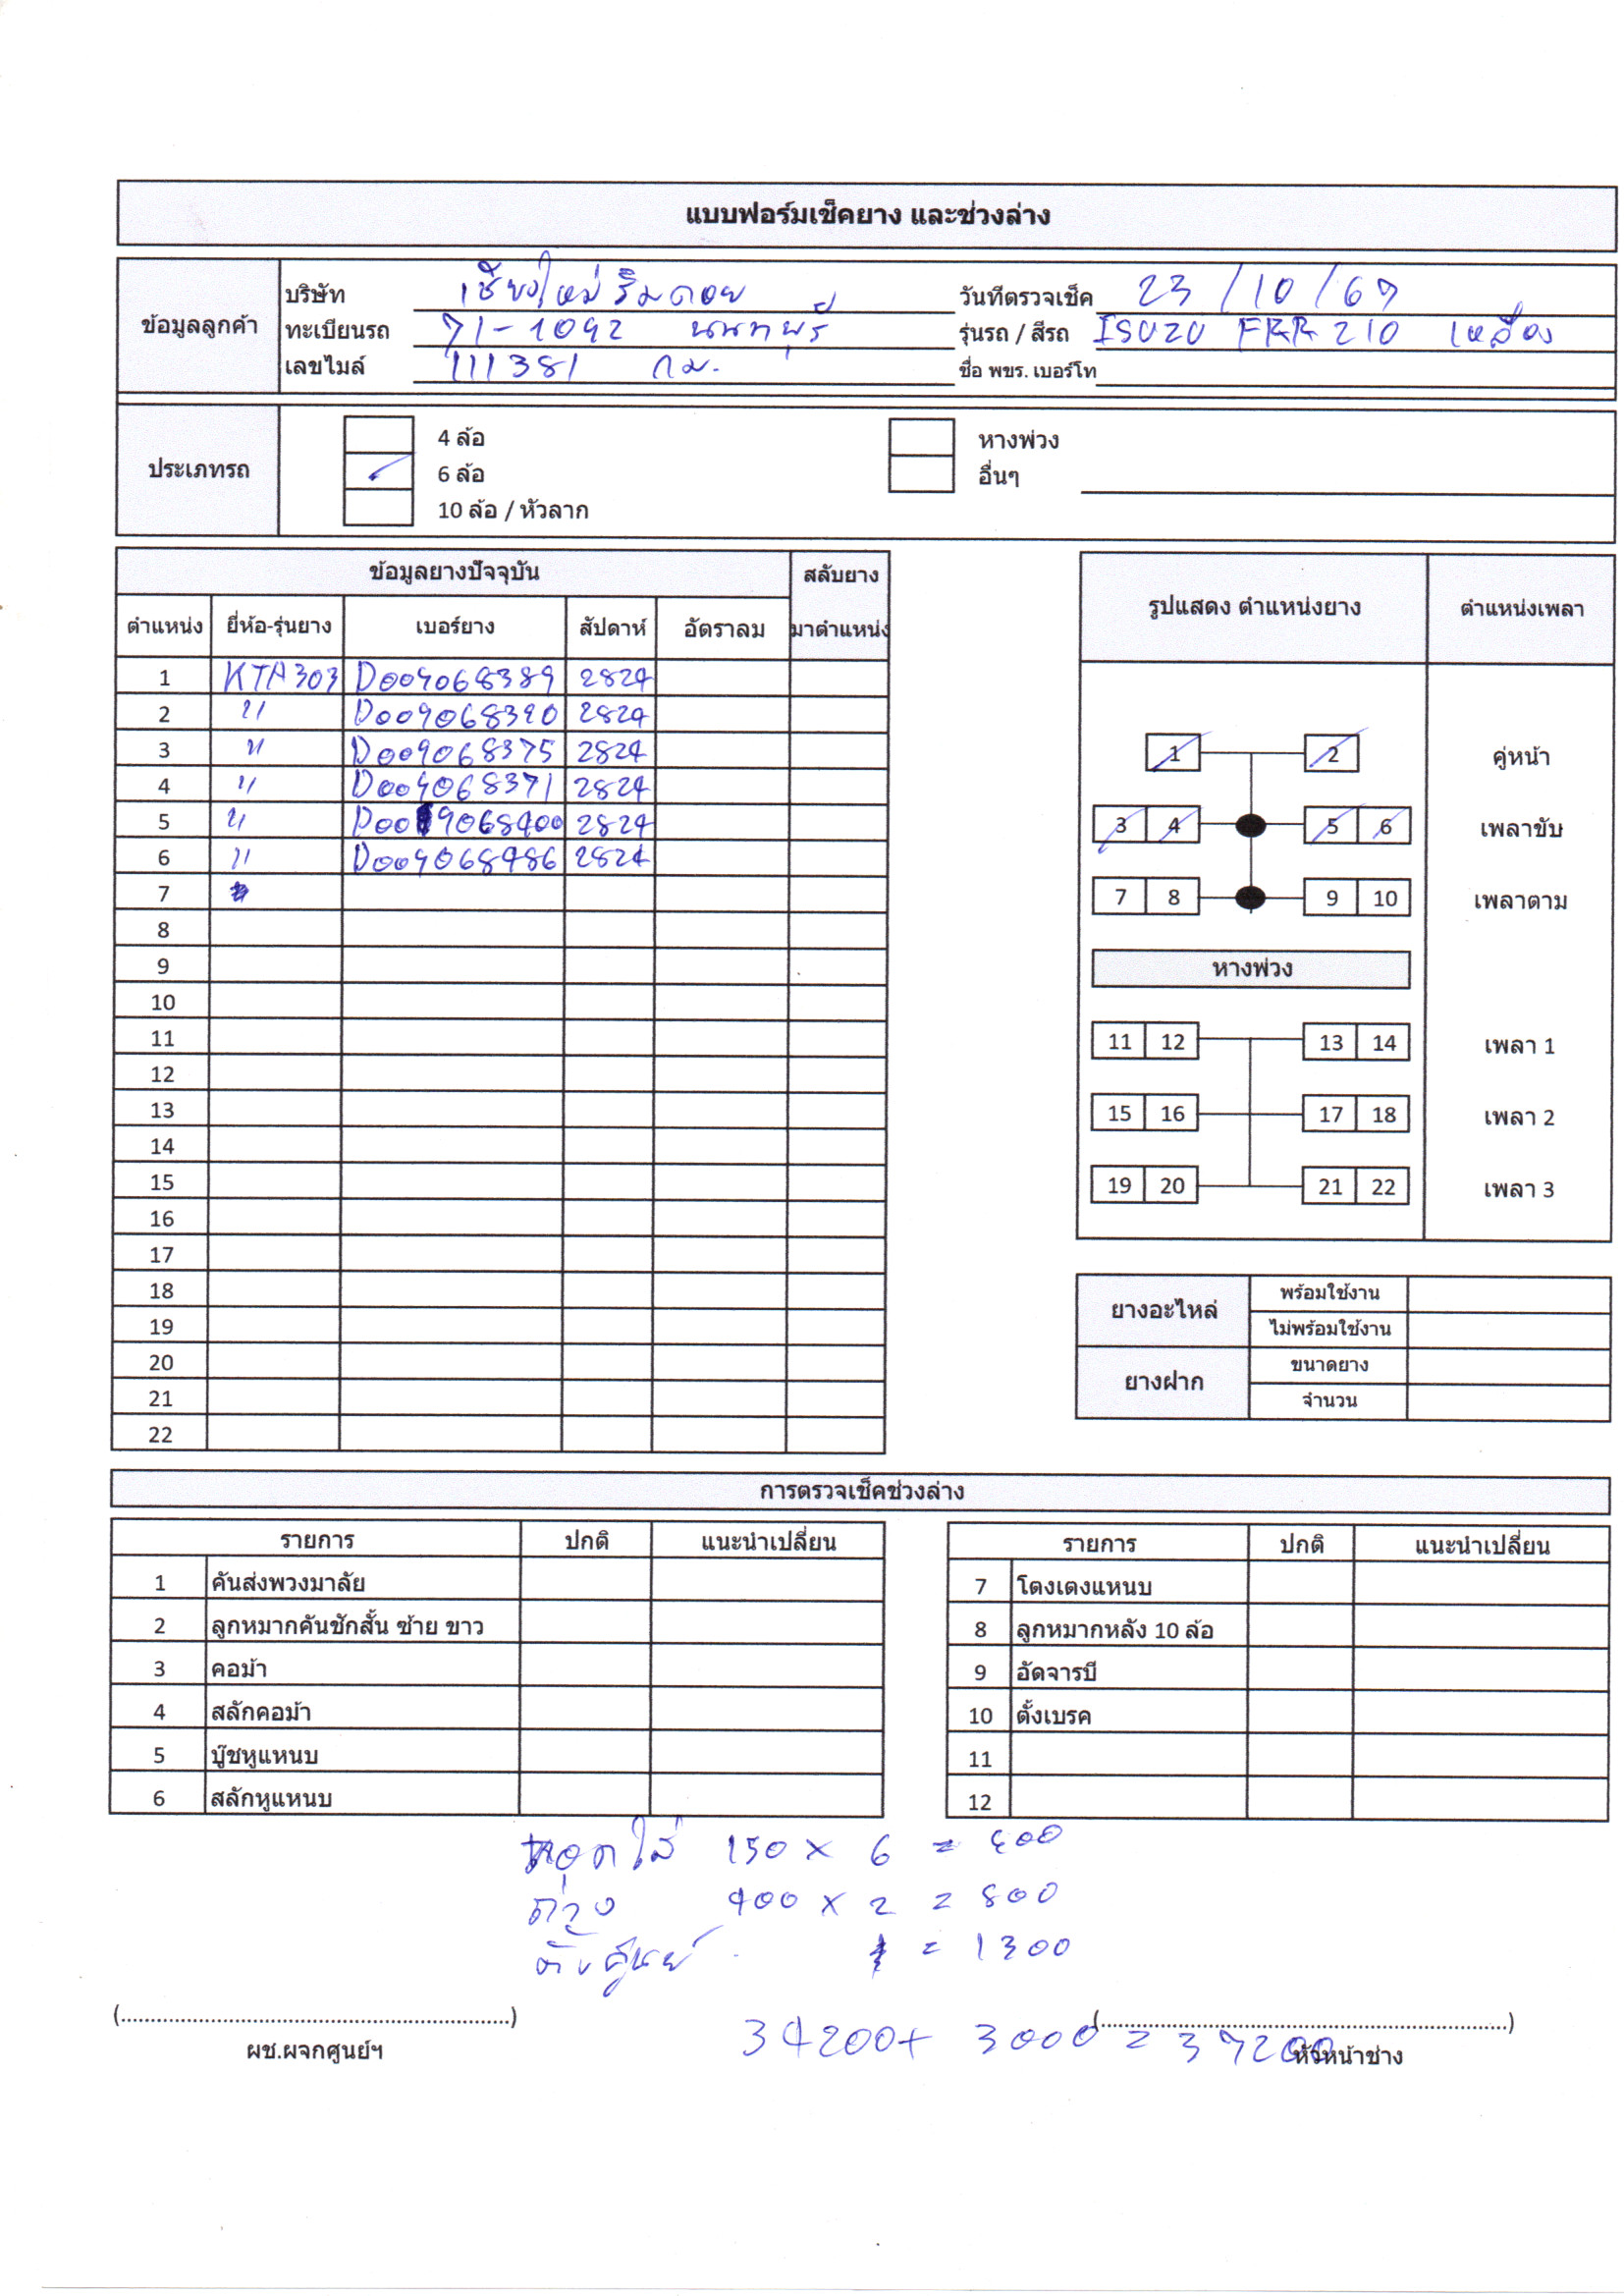 แบบฟอร์มเช็คยาง และช่วงล่าง
ข้อมูลลูกค้า
บริษัท เชียงใหม่ริมดอย วันที่ตรวจเช็ค 23/10/67
ทะเบียนรถ 71-1092 นนทบุรี รุ่นรถ / สีรถ ISUZU FRR 210 เหลือง
เลขไมล์ 111381 กม. ชื่อ พขร. เบอร์โท
ประเภทรถ
4 ล้อ หางพ่วง
6 ล้อ อื่นๆ
10 ล้อ / หัวลาก
ข้อมูลยางปัจจุบัน สลับยาง
ตำแหน่ง ยี่ห้อ-รุ่นยาง เบอร์ยาง สัปดาห์ อัตราลม มาตำแหน่ง
1 KTA303 D009068389 2824
2 " D009068390 2824
3 " D009068375 2824
4 " D009068371 2824
5 " D009068400 2824
6 " D009068486 2824
7
8
9
10
11
12
13
14
15
16
17
18
19
20
21
22
รูปแสดง ตำแหน่งยาง ตำแหน่งเพลา
1 2 คู่หน้า
3 4 5 6 เพลาขับ
7 8 9 10 เพลาตาม
หางพ่วง
11 12 13 14 เพลา 1
15 16 17 18 เพลา 2
19 20 21 22 เพลา 3
ยางอะไหล่ พร้อมใช้งาน
ไม่พร้อมใช้งาน
ยางฝาก ขนาดยาง
จำนวน
การตรวจเช็คช่วงล่าง
รายการ ปกติ แนะนำเปลี่ยน รายการ ปกติ แนะนำเปลี่ยน
1 คันส่งพวงมาลัย 7 โตงเตงแหนบ
2 ลูกหมากคันชักสั้น ซ้าย ขาว 8 ลูกหมากหลัง 10 ล้อ
3 คอม้า 9 อัดจารบี
4 สลักคอม้า 10 ตั้งเบรค
5 บู๊ชหูแหนบ 11
6 สลักหูแหนบ 12
ถอดใส่ 150 x 6 = 900
ถ่วง 400 x 2 = 800
ตั้งศูนย์ 1 = 1300
34200+ 3000 = 37200
(....................................................................)
ผช.ผจกศูนย์ฯ
(....................................................................)
หัวหน้าช่าง